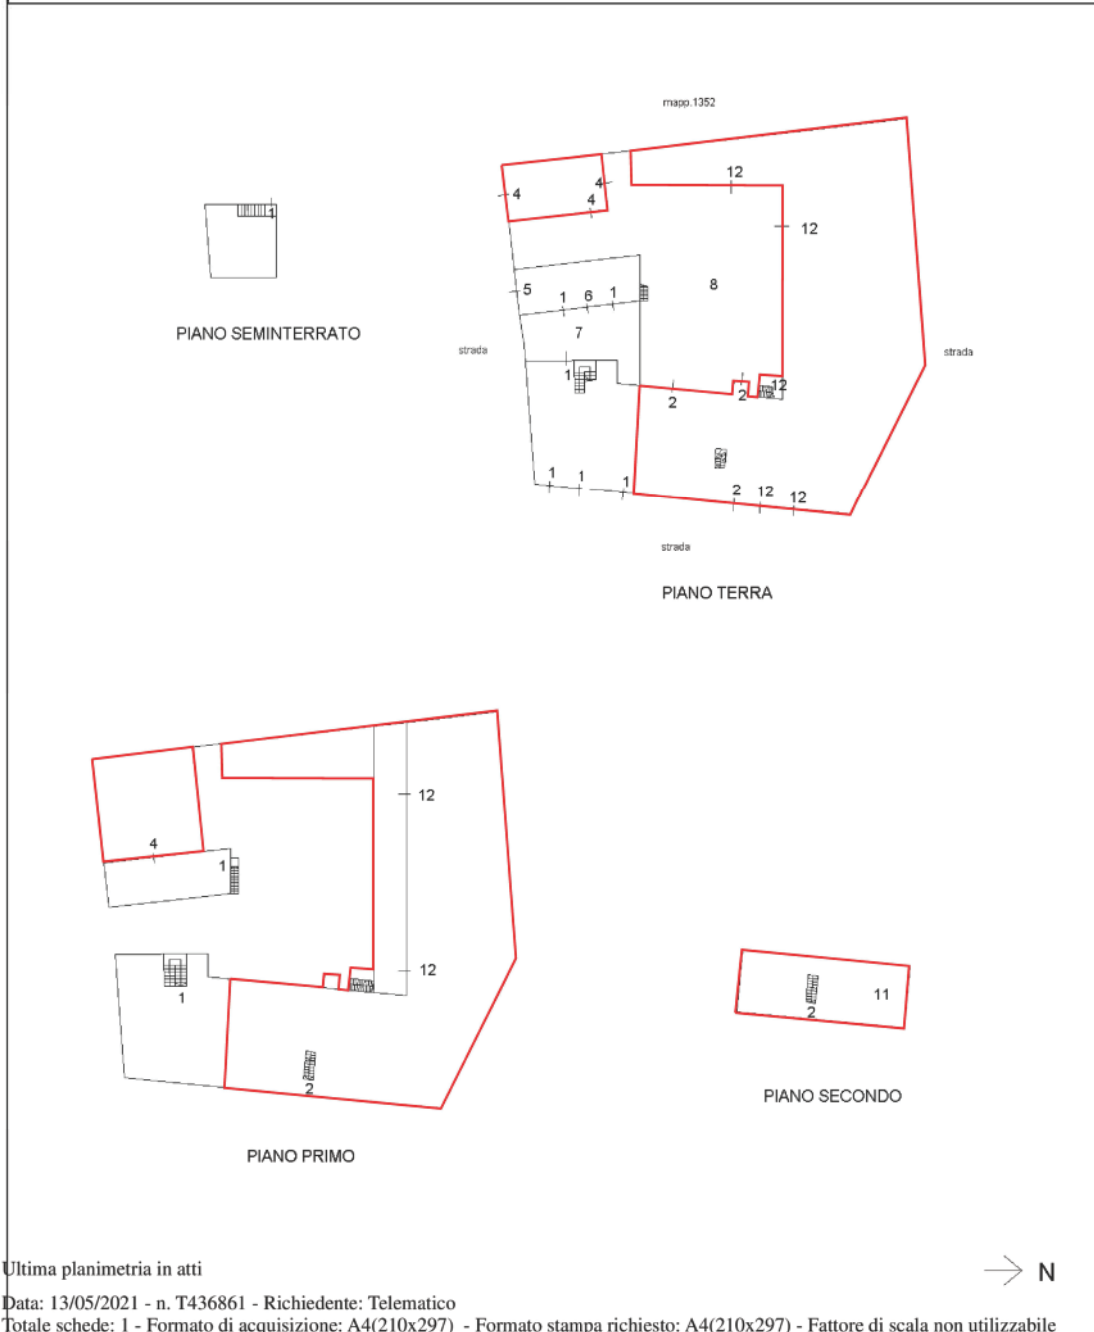 mapp.1352
12
4
4
4
12
1
8
5
1
6
1
PIANO SEMINTERRATO
7
strada
strada
1
12
2
2
1
1
1
2
12
12
strada
PIANO TERRA
12
4
1
12
1
11
2
2
PIANO SECONDO
PIANO PRIMO
Ultima planimetria in atti
N
Data: 13/05/2021 - n. T436861 - Richiedente: Telematico
Totale schede: 1 - Formato di acquisizione: A4(210x297) - Formato stampa richiesto: A4(210x297) - Fattore di scala non utilizzabile